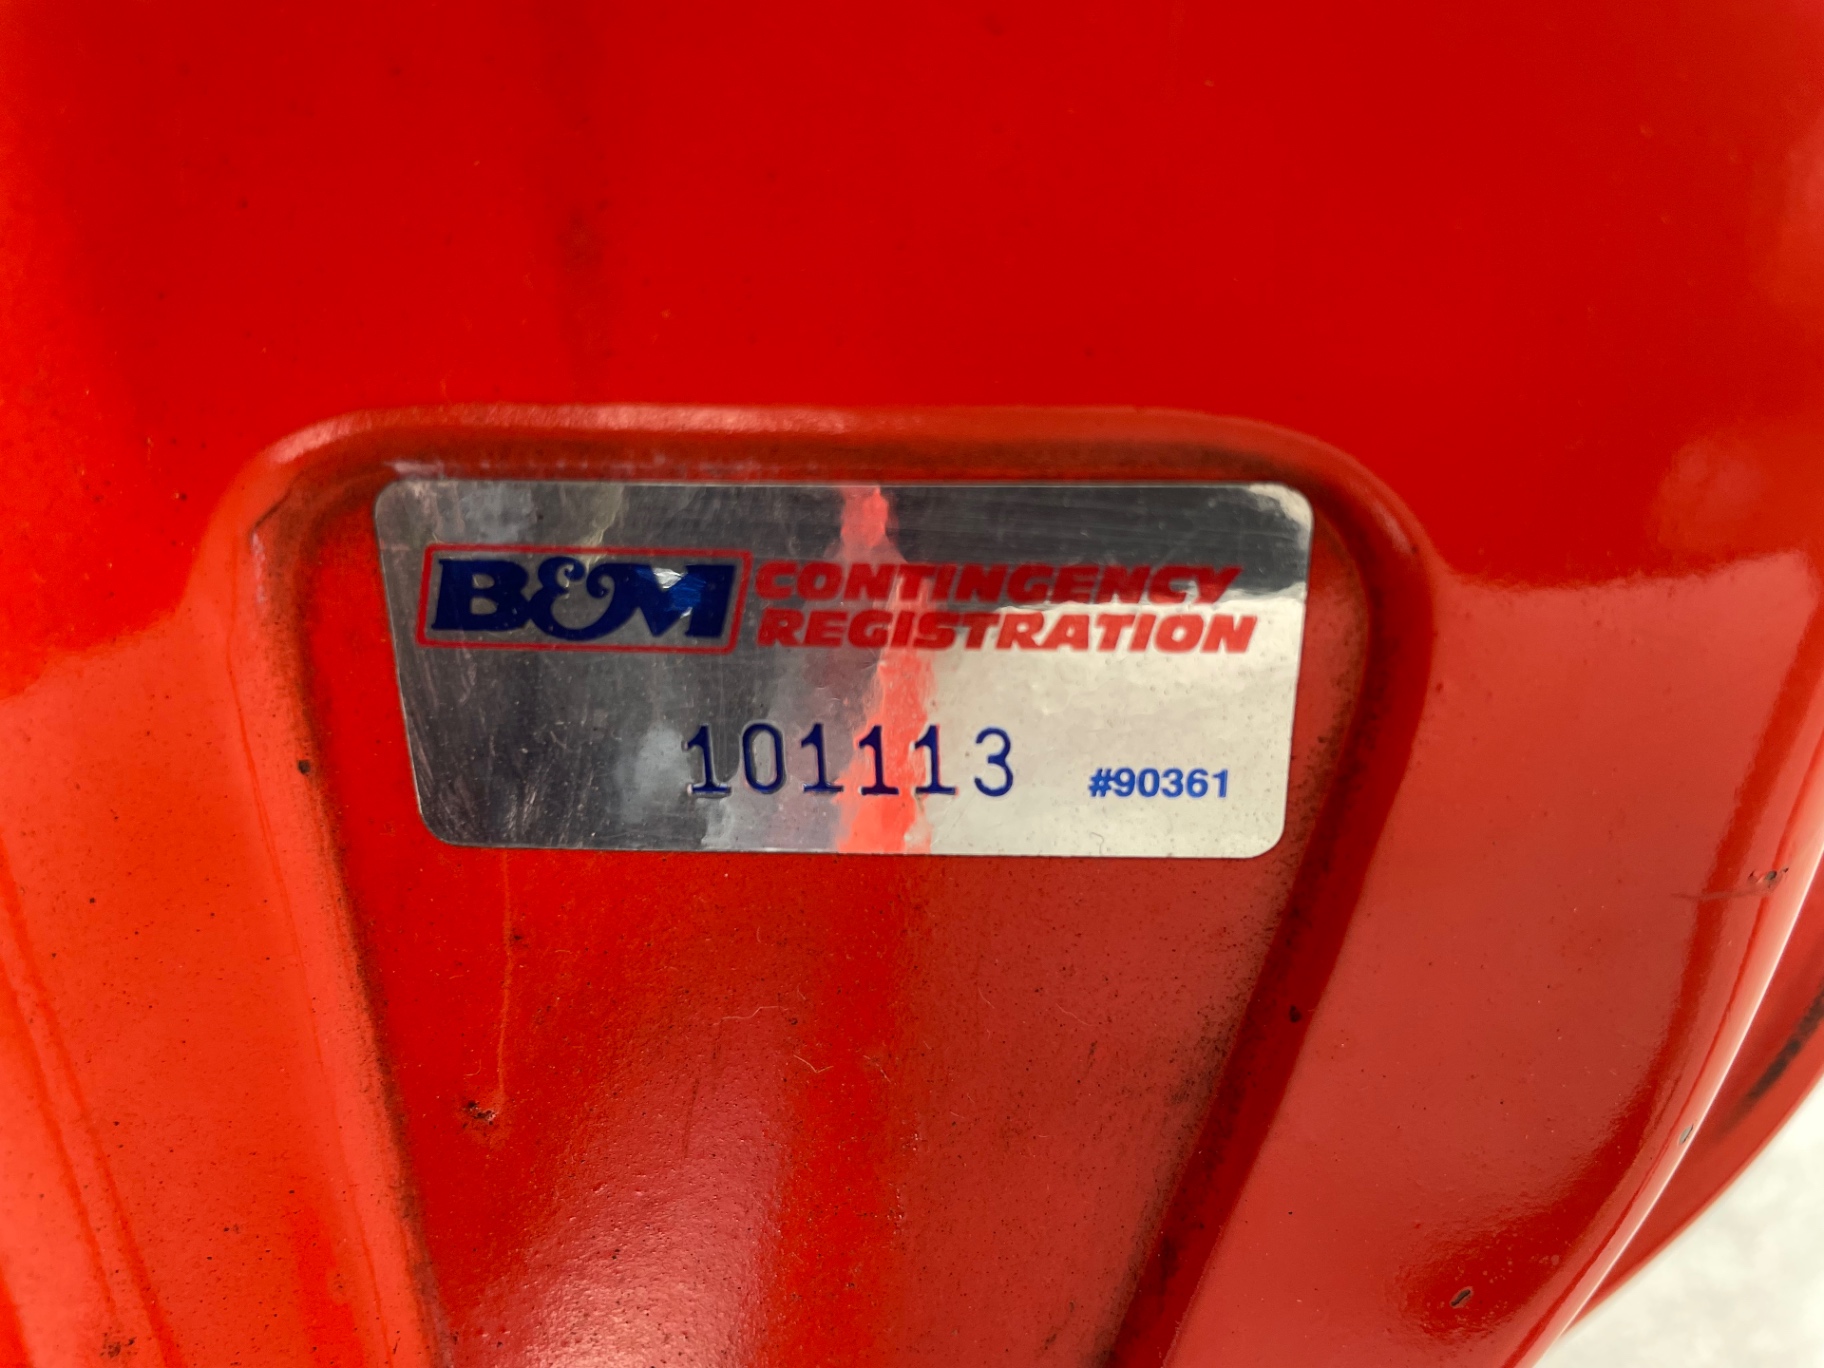 B&M CONTINGENCY
REGISTRATION
101113 #90361